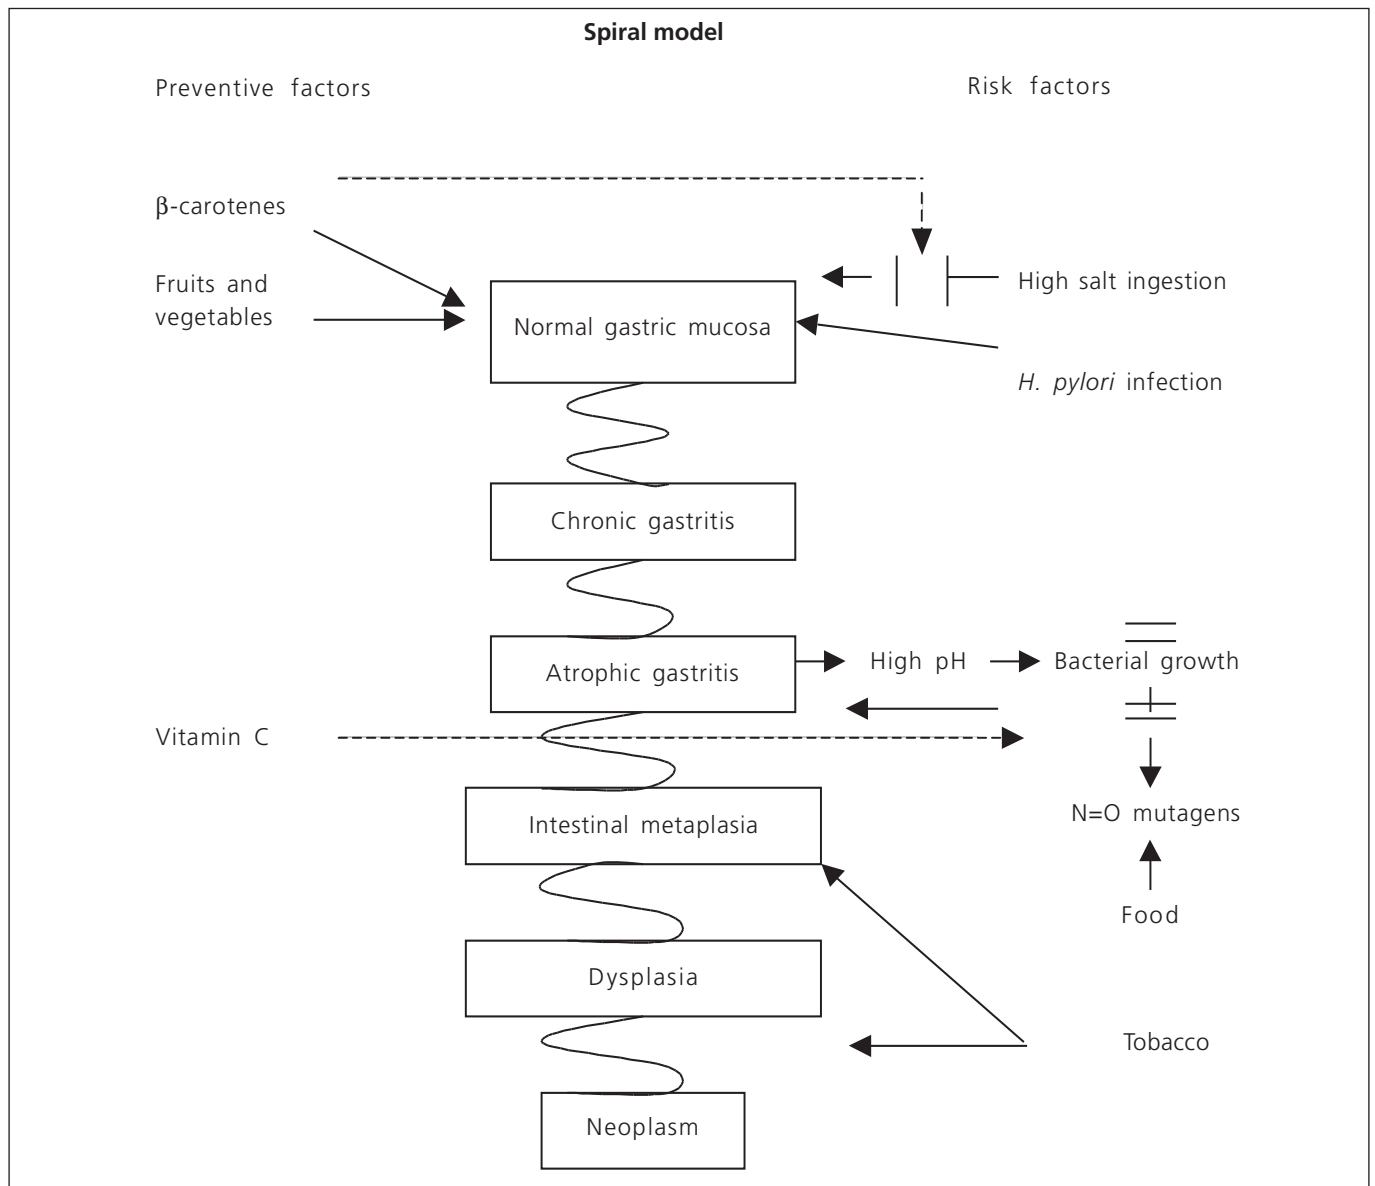 Spiral model
Preventive factors
Risk factors
β-carotenes
Fruits and
vegetables
High salt ingestion
Normal gastric mucosa
H. pylori infection
Chronic gastritis
Atrophic gastritis
High pH
Bacterial growth
Vitamin C
Intestinal metaplasia
N=O mutagens
Food
Dysplasia
Tobacco
Neoplasm